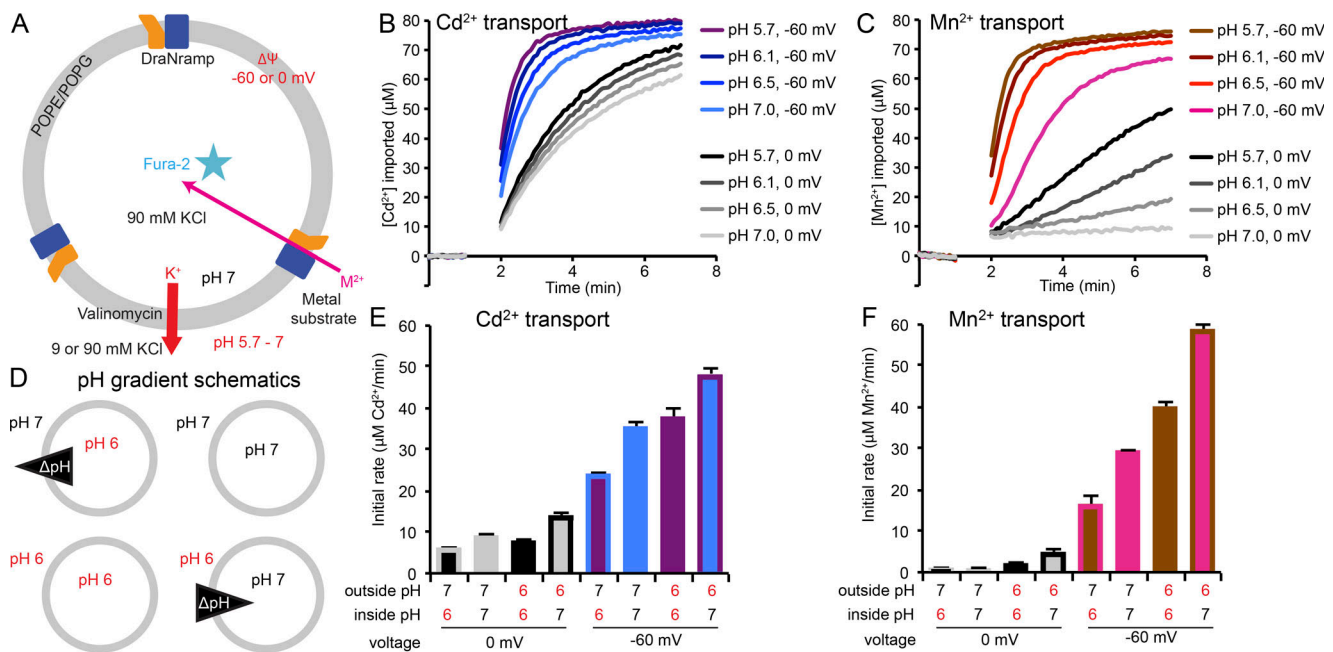 A
DraNramp
ΔΨ
-60 or 0 mV
POPE/POPG
Fura-2
90 mM KCl
K⁺
pH 7
M²⁺
Valinomycin
Metal
substrate
9 or 90 mM KCl
pH 5.7 - 7
B
Cd²⁺ transport
[Cd²⁺] imported (µM)
80
70
60
50
40
30
20
10
0
2
4
6
8
Time (min)
pH 5.7, -60 mV
pH 6.1, -60 mV
pH 6.5, -60 mV
pH 7.0, -60 mV
pH 5.7, 0 mV
pH 6.1, 0 mV
pH 6.5, 0 mV
pH 7.0, 0 mV
C
Mn²⁺ transport
[Mn²⁺] imported (µM)
80
70
60
50
40
30
20
10
0
2
4
6
8
Time (min)
pH 5.7, -60 mV
pH 6.1, -60 mV
pH 6.5, -60 mV
pH 7.0, -60 mV
pH 5.7, 0 mV
pH 6.1, 0 mV
pH 6.5, 0 mV
pH 7.0, 0 mV
D
pH gradient schematics
pH 7
pH 6
ΔpH
pH 7
pH 7
pH 6
pH 6
pH 6
pH 7
ΔpH
E
Cd²⁺ transport
Initial rate (µM Cd²⁺/min)
60
50
40
30
20
10
0
outside pH 7 7 6 6 7 7 6 6
inside pH 6 7 6 7 6 7 6 7
voltage 0 mV -60 mV
F
Mn²⁺ transport
Initial rate (µM Mn²⁺/min)
60
50
40
30
20
10
0
outside pH 7 7 6 6 7 7 6 6
inside pH 6 7 6 7 6 7 6 7
voltage 0 mV -60 mV